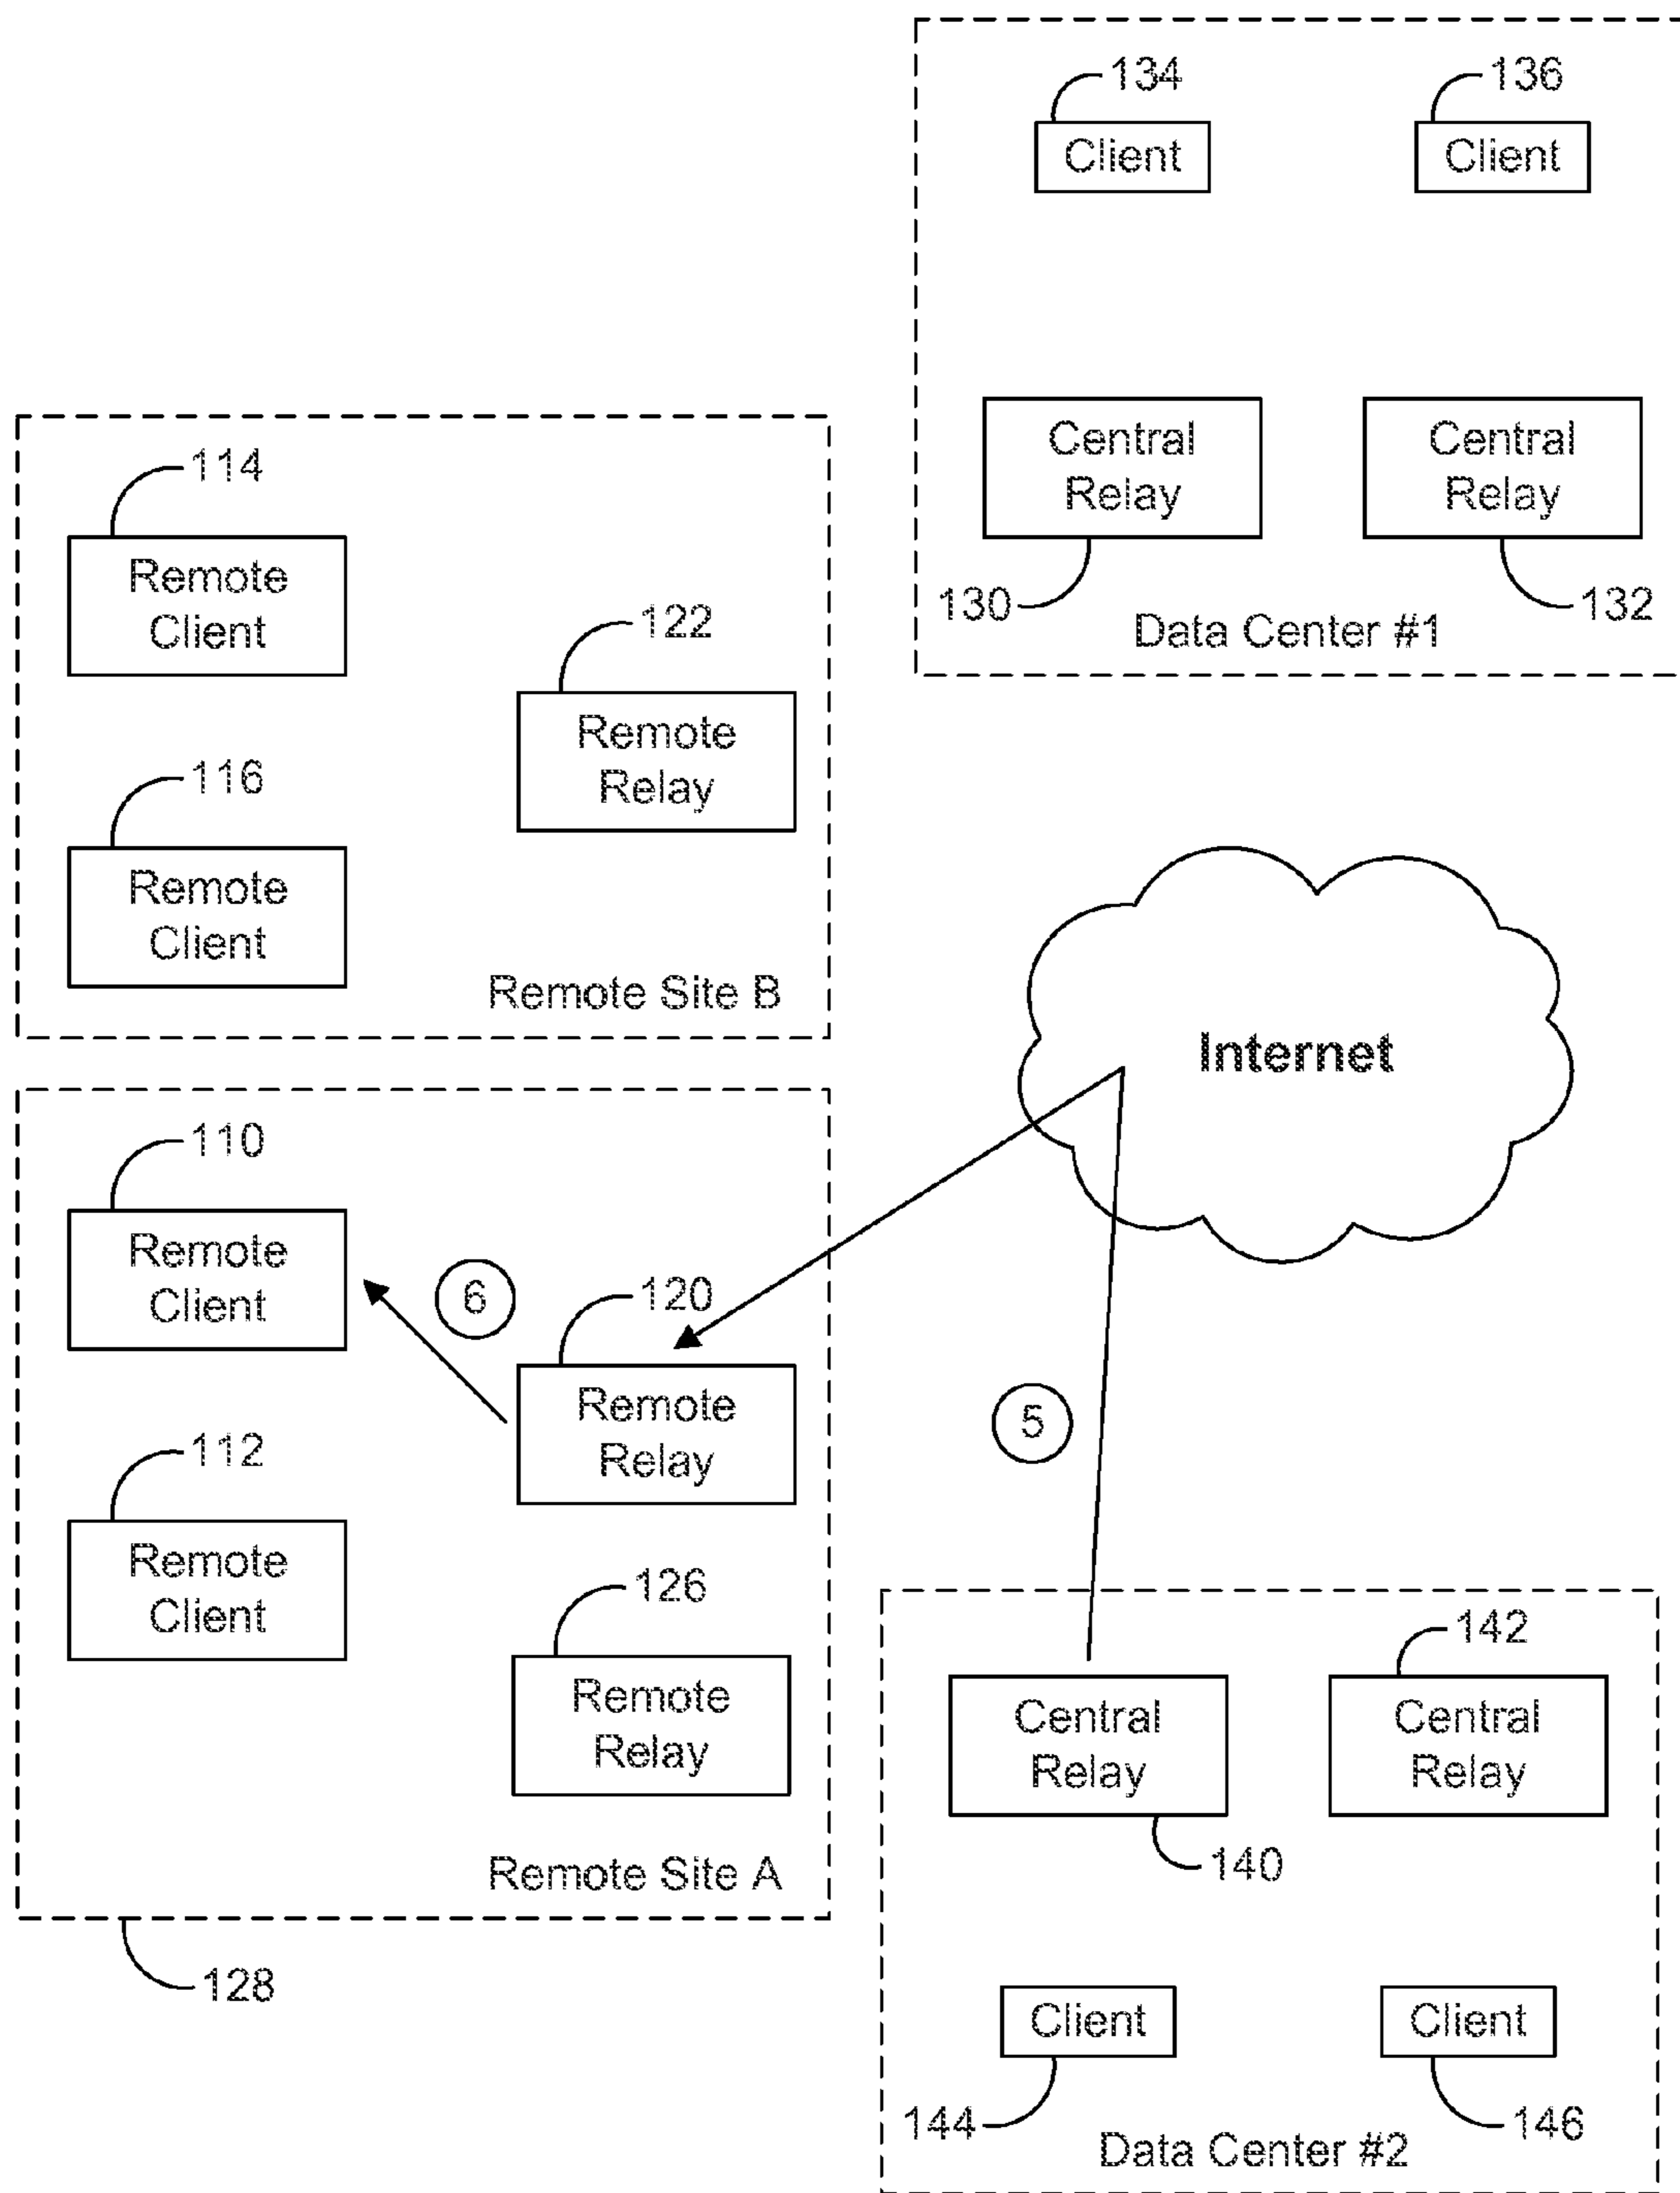 134
136
Client
Client
Central
Relay
Central
Relay
130
132
Data Center #1
114
Remote
Client
122
Remote
Relay
116
Remote
Client
Remote Site B
Internet
110
Remote
Client
6
120
Remote
Relay
5
112
Remote
Client
126
Remote
Relay
Remote Site A
128
142
Central
Relay
Central
Relay
140
Client
Client
144
146
Data Center #2